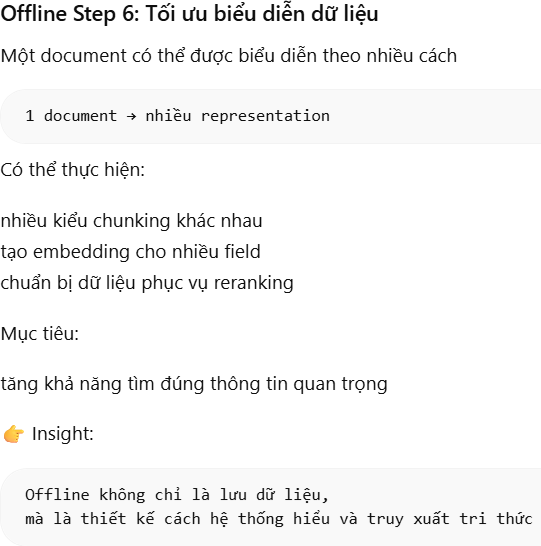 Offline Step 6: Tối ưu biểu diễn dữ liệu
Một document có thể được biểu diễn theo nhiều cách
1 document → nhiều representation
Có thể thực hiện:
nhiều kiểu chunking khác nhau
tạo embedding cho nhiều field
chuẩn bị dữ liệu phục vụ reranking
Mục tiêu:
tăng khả năng tìm đúng thông tin quan trọng
👉 Insight:
Offline không chỉ là lưu dữ liệu,
mà là thiết kế cách hệ thống hiểu và truy xuất tri thức